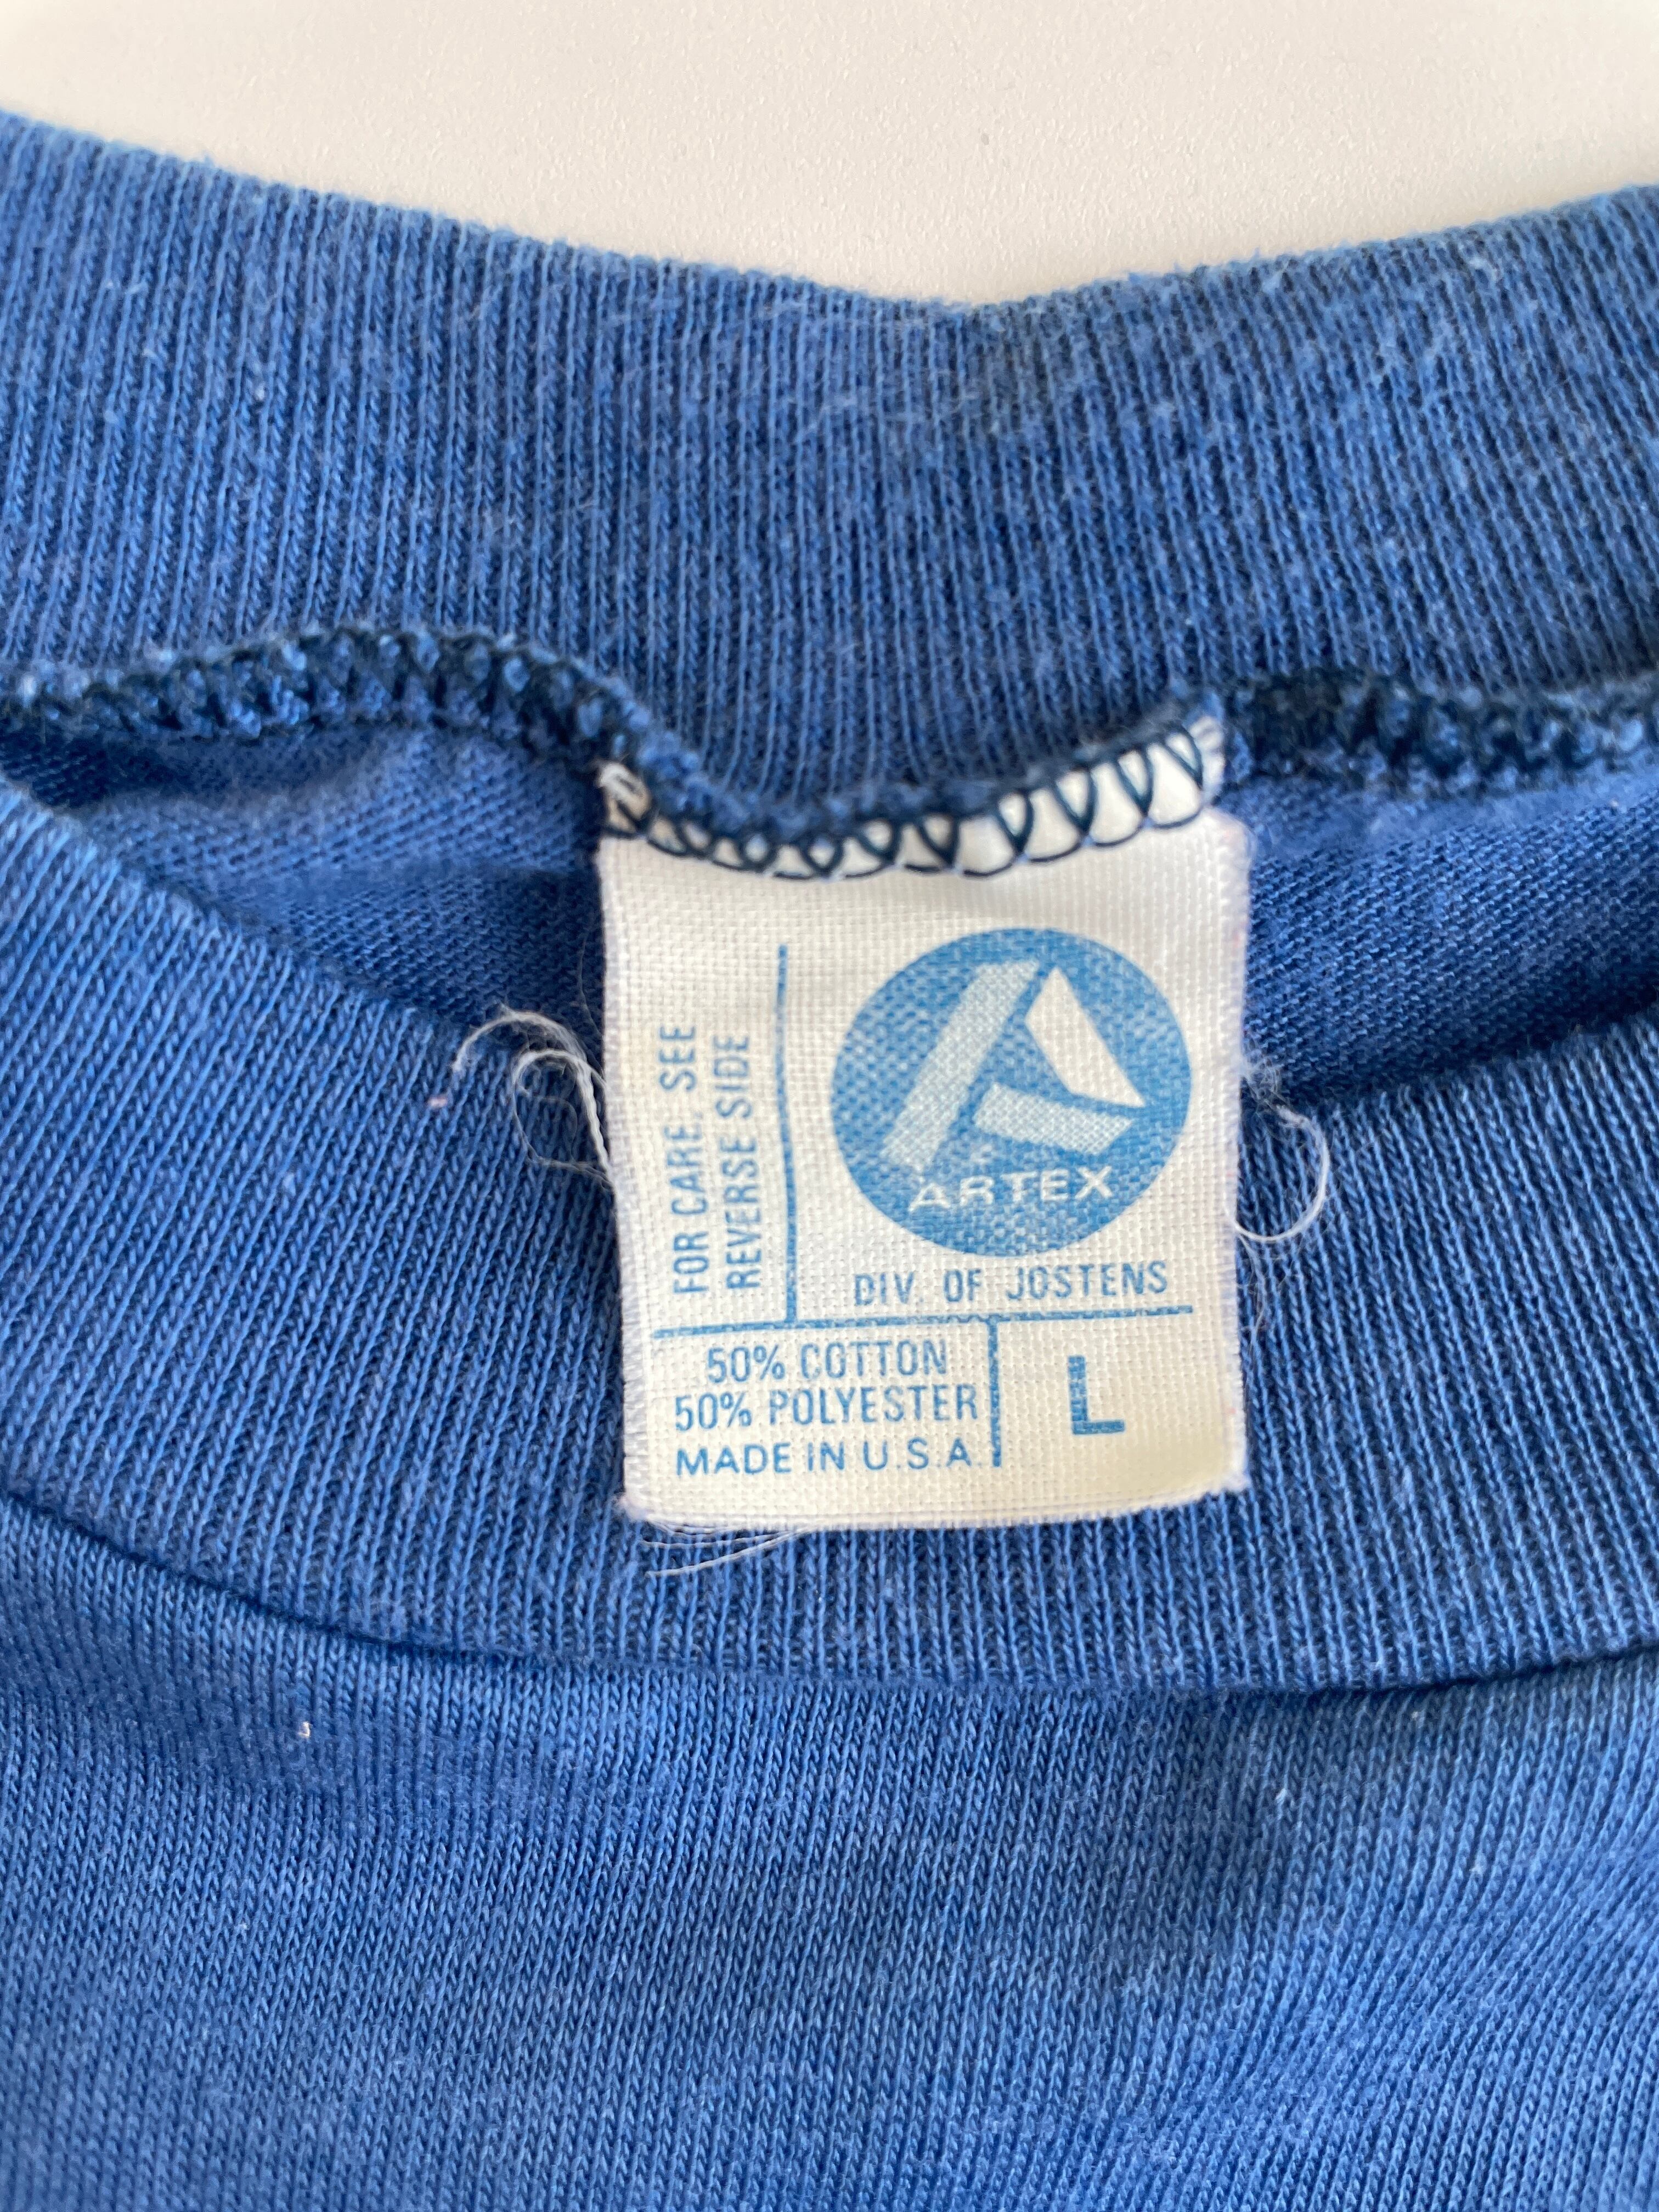 FOR CARE, SEE
REVERSE SIDE
ARTEX
DIV. OF JOSTENS
50% COTTON
50% POLYESTER
MADE IN U.S.A.
L